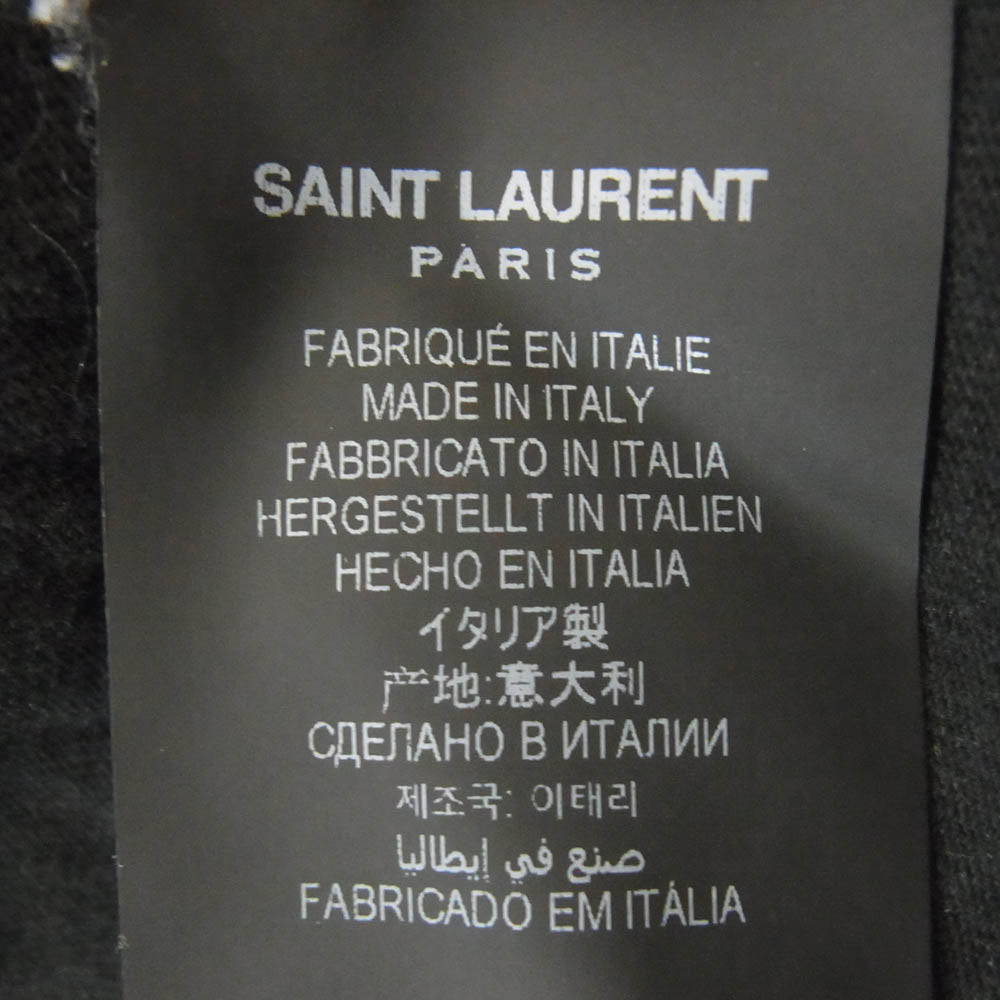 SAINT LAURENT
PARIS
FABRIQUÉ EN ITALIE
MADE IN ITALY
FABBRICATO IN ITALIA
HERGESTELLT IN ITALIEN
HECHO EN ITALIA
イタリア製
产地:意大利
СДЕЛАНО В ИТАЛИИ
제조국: 이태리
صنع في إيطاليا
FABRICADO EM ITÁLIA